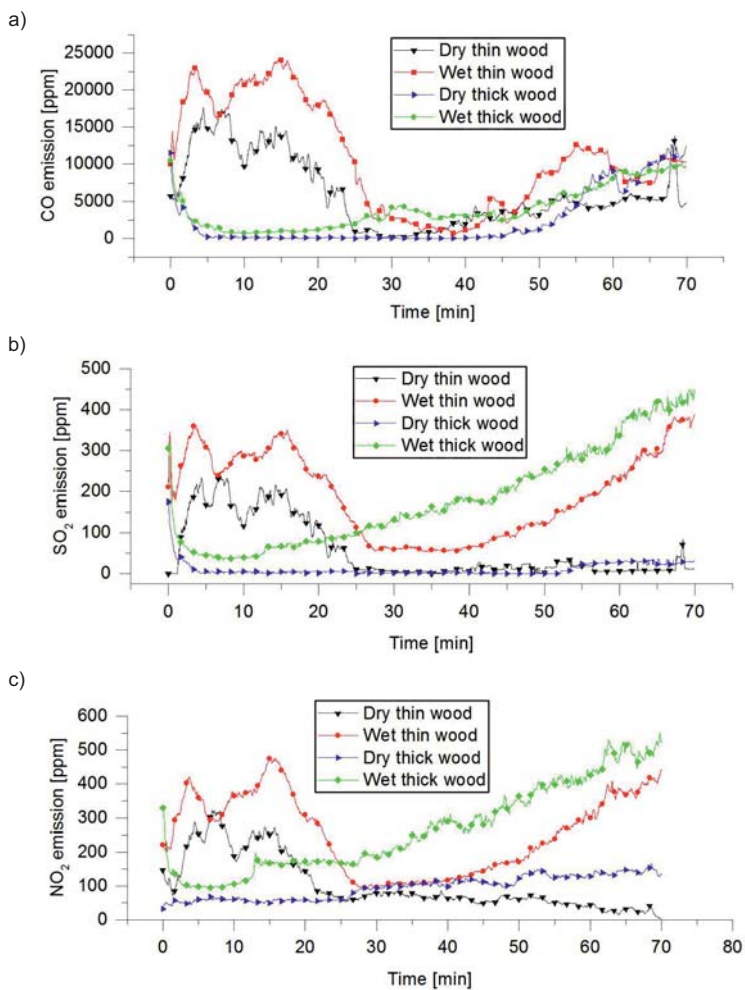 a)
CO emission [ppm]
25000
20000
15000
10000
5000
0
Dry thin wood
Wet thin wood
Dry thick wood
Wet thick wood
0 10 20 30 40 50 60 70
Time [min]
b)
SO₂ emission [ppm]
500
400
300
200
100
0
Dry thin wood
Wet thin wood
Dry thick wood
Wet thick wood
0 10 20 30 40 50 60 70
Time [min]
c)
NO₂ emission [ppm]
600
500
400
300
200
100
0
Dry thin wood
Wet thin wood
Dry thick wood
Wet thick wood
0 10 20 30 40 50 60 70 80
Time [min]